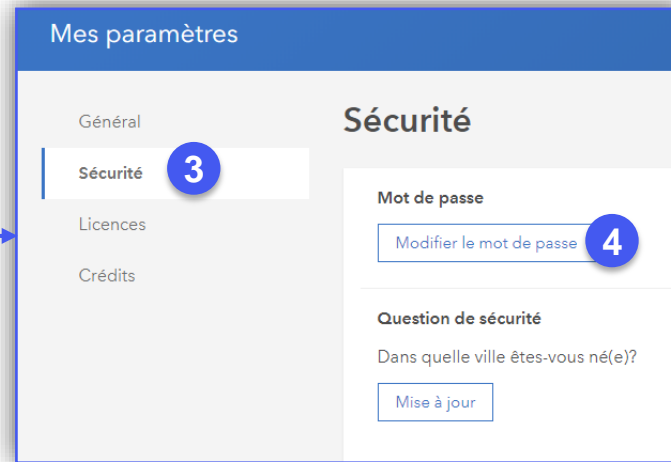 Mes paramètres
Général
Sécurité
3
Licences
Crédits
Sécurité
Mot de passe
Modifier le mot de passe
4
Question de sécurité
Dans quelle ville êtes-vous né(e)?
Mise à jour